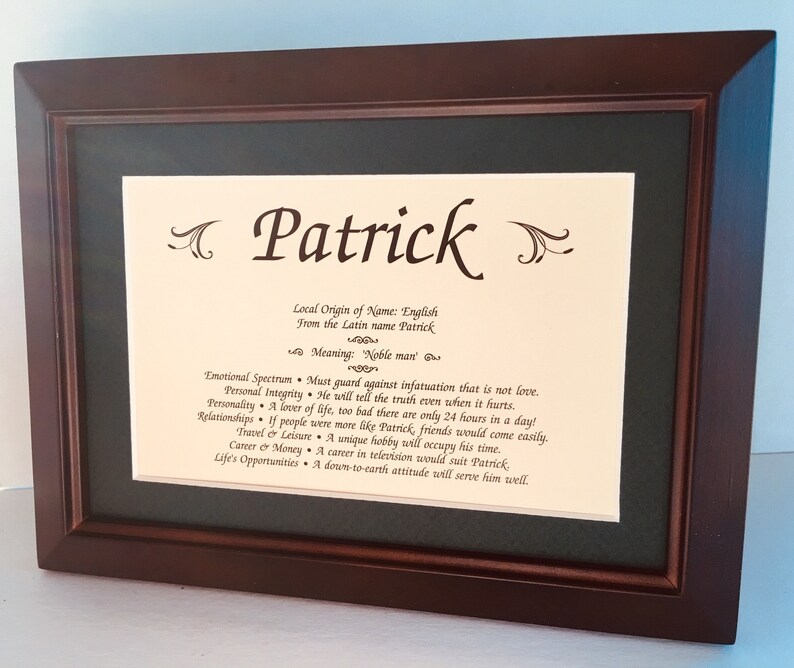 Patrick
Local Origin of Name: English
From the Latin name Patrick
Meaning: 'Noble man'
Emotional Spectrum • Must guard against infatuation that is not love.
Personal Integrity • He will tell the truth even when it hurts.
Personality • A lover of life, too bad there are only 24 hours in a day!
Relationships • If people were more like Patrick, friends would come easily.
Travel & Leisure • A unique hobby will occupy his time.
Career & Money • A career in television would suit Patrick.
Life's Opportunities • A down-to-earth attitude will serve him well.